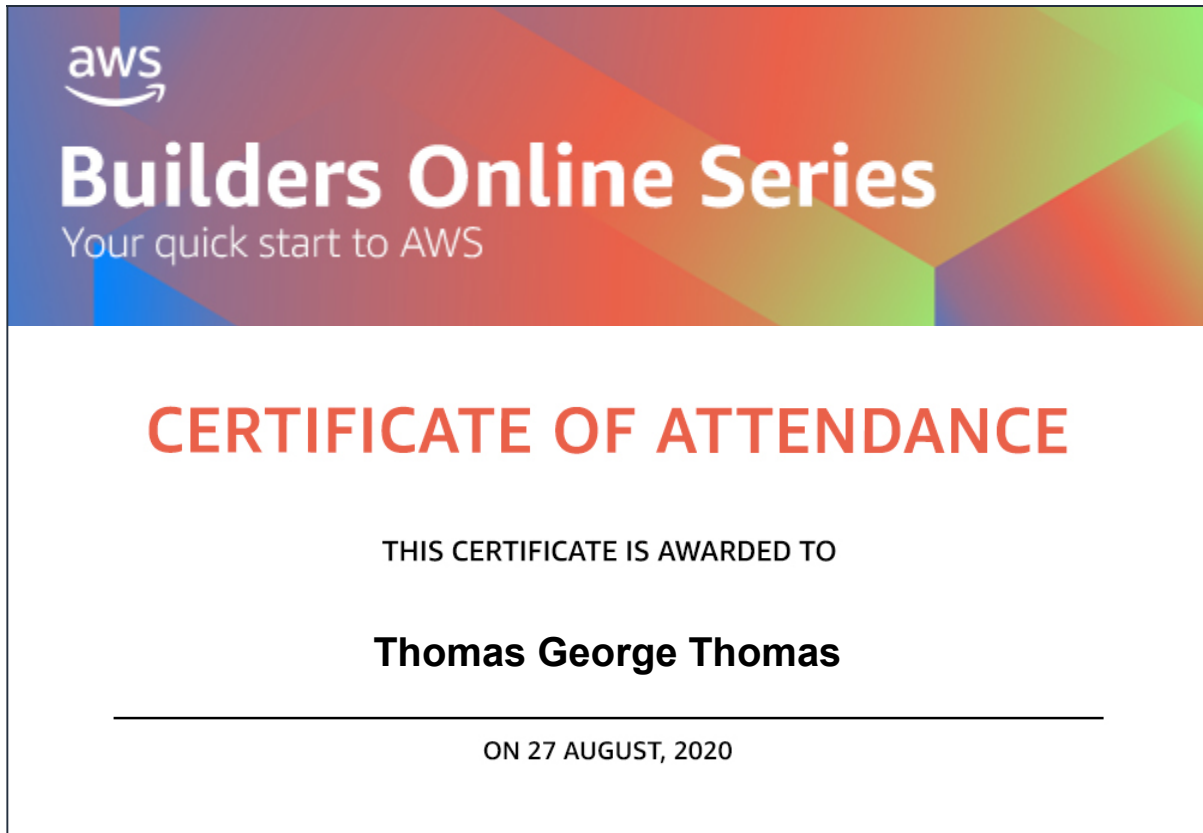 aws
Builders Online Series
Your quick start to AWS
CERTIFICATE OF ATTENDANCE
THIS CERTIFICATE IS AWARDED TO
Thomas George Thomas
ON 27 AUGUST, 2020